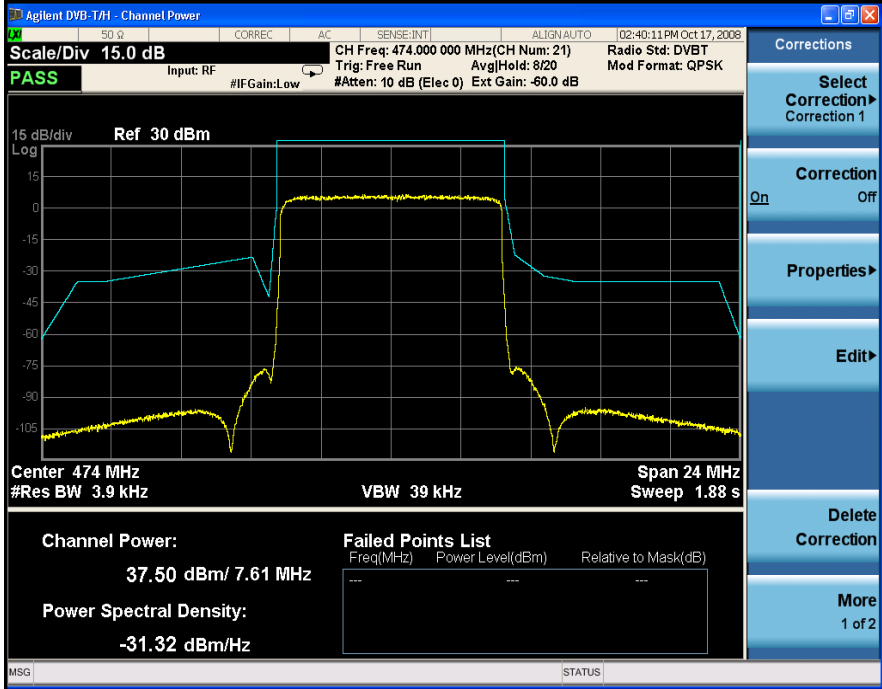 Agilent DVB-T/H - Channel Power
LXI
50 Ω CORREC AC SENSE:INT ALIGN AUTO 02:40:11 PM Oct 17, 2008
Scale/Div 15.0 dB
CH Freq: 474.000 000 MHz(CH Num: 21) Radio Std: DVBT
PASS
Input: RF
Trig: Free Run Avg|Hold: 8/20 Mod Format: QPSK
#IFGain:Low
#Atten: 10 dB (Elec 0) Ext Gain: -60.0 dB
15 dB/div Ref 30 dBm
Log
15
0
-15
-30
-45
-60
-75
-90
-105
Center 474 MHz Span 24 MHz
#Res BW 3.9 kHz VBW 39 kHz Sweep 1.88 s
Channel Power:
37.50 dBm/ 7.61 MHz
Power Spectral Density:
-31.32 dBm/Hz
Failed Points List
Freq(MHz) Power Level(dBm) Relative to Mask(dB)
--- --- ---
MSG STATUS
Corrections
Select
Correction
Correction 1
Correction
On Off
Properties
Edit
Delete
Correction
More
1 of 2